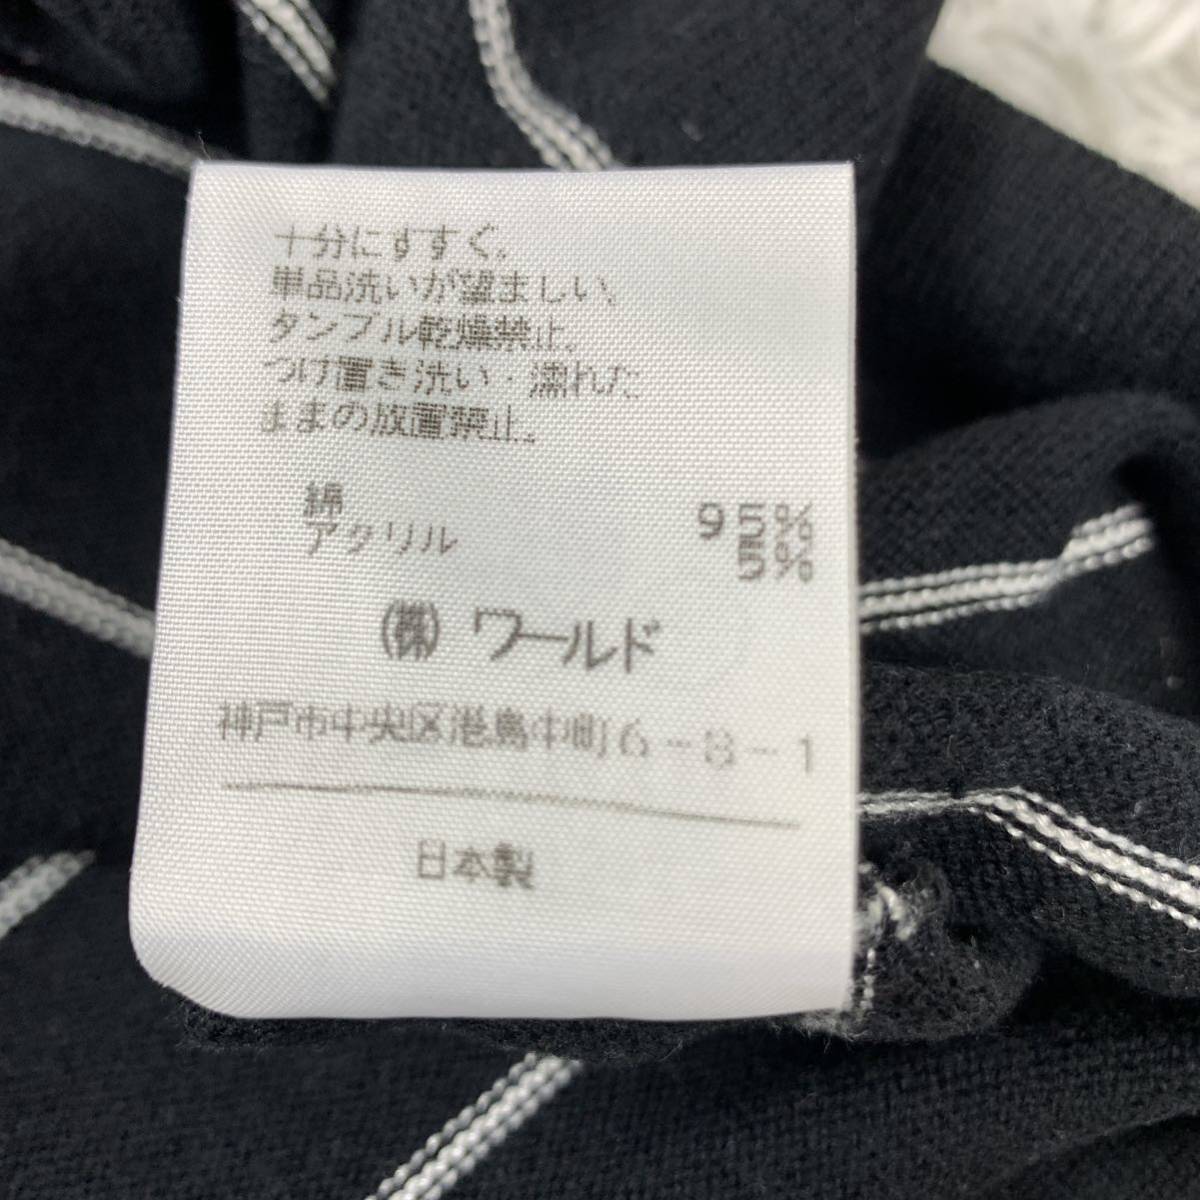 十分にすすぐ。
単品洗いが望ましい、
タンブル乾燥禁止。
つけ置き洗い・濡れた
ままの放置禁止。
綿 95%
アクリル 5%
㈱ ワールド
神戸市中央区港島中町6-8-1
日本製